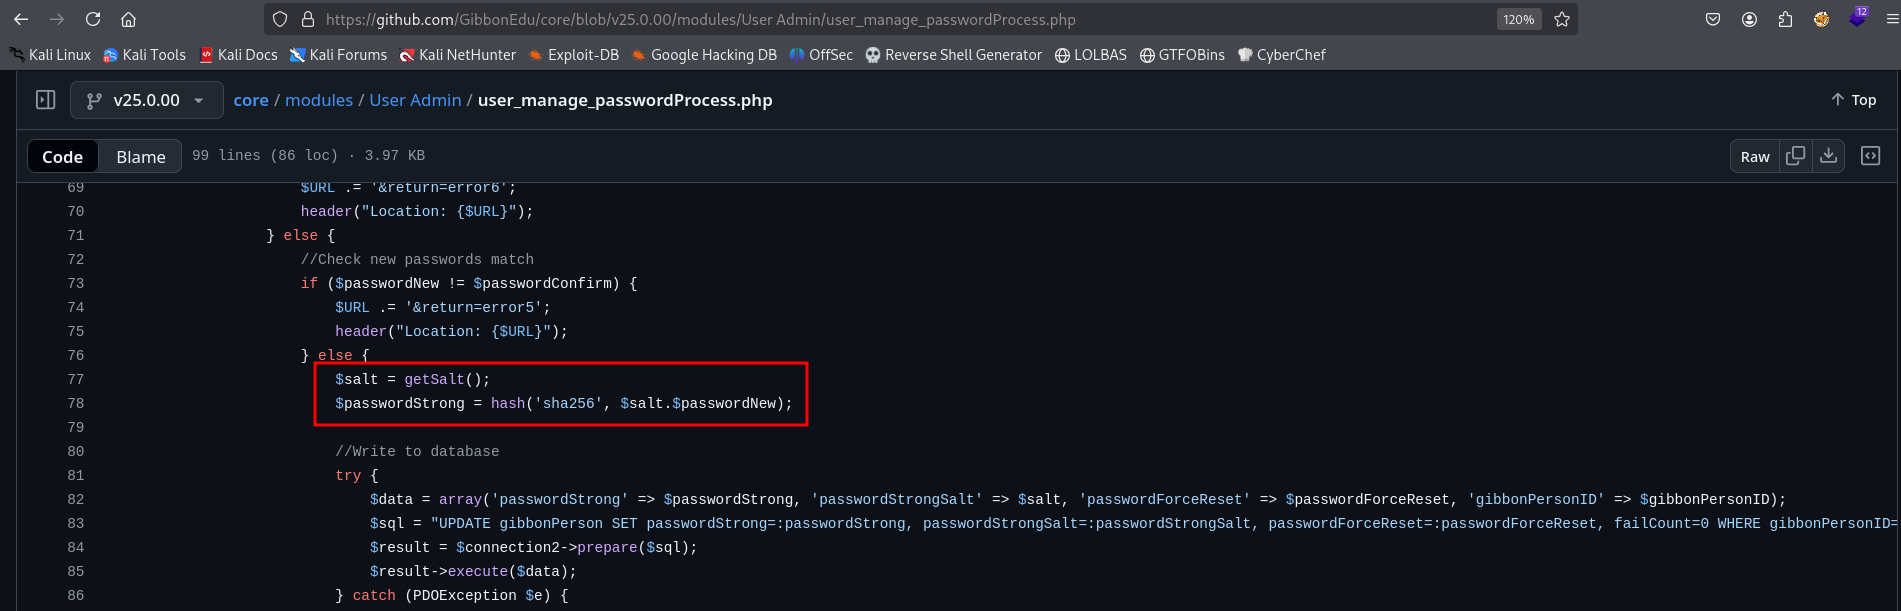 https://github.com/GibbonEdu/core/blob/v25.0.00/modules/User Admin/user_manage_passwordProcess.php
120%
12
Kali Linux Kali Tools Kali Docs Kali Forums Kali NetHunter Exploit-DB Google Hacking DB OffSec Reverse Shell Generator LOLBAS GTFOBins CyberChef
v25.0.00 core / modules / User Admin / user_manage_passwordProcess.php Top
Code Blame 99 lines (86 loc) · 3.97 KB Raw
69 $URL .= '&return=error6';
70 header("Location: {$URL}");
71 } else {
72 //Check new passwords match
73 if ($passwordNew != $passwordConfirm) {
74 $URL .= '&return=error5';
75 header("Location: {$URL}");
76 } else {
77 $salt = getSalt();
78 $passwordStrong = hash('sha256', $salt.$passwordNew);
79
80 //Write to database
81 try {
82 $data = array('passwordStrong' => $passwordStrong, 'passwordStrongSalt' => $salt, 'passwordForceReset' => $passwordForceReset, 'gibbonPersonID' => $gibbonPersonID);
83 $sql = "UPDATE gibbonPerson SET passwordStrong=:passwordStrong, passwordStrongSalt=:passwordStrongSalt, passwordForceReset=:passwordForceReset, failCount=0 WHERE gibbonPersonID=
84 $result = $connection2->prepare($sql);
85 $result->execute($data);
86 } catch (PDOException $e) {